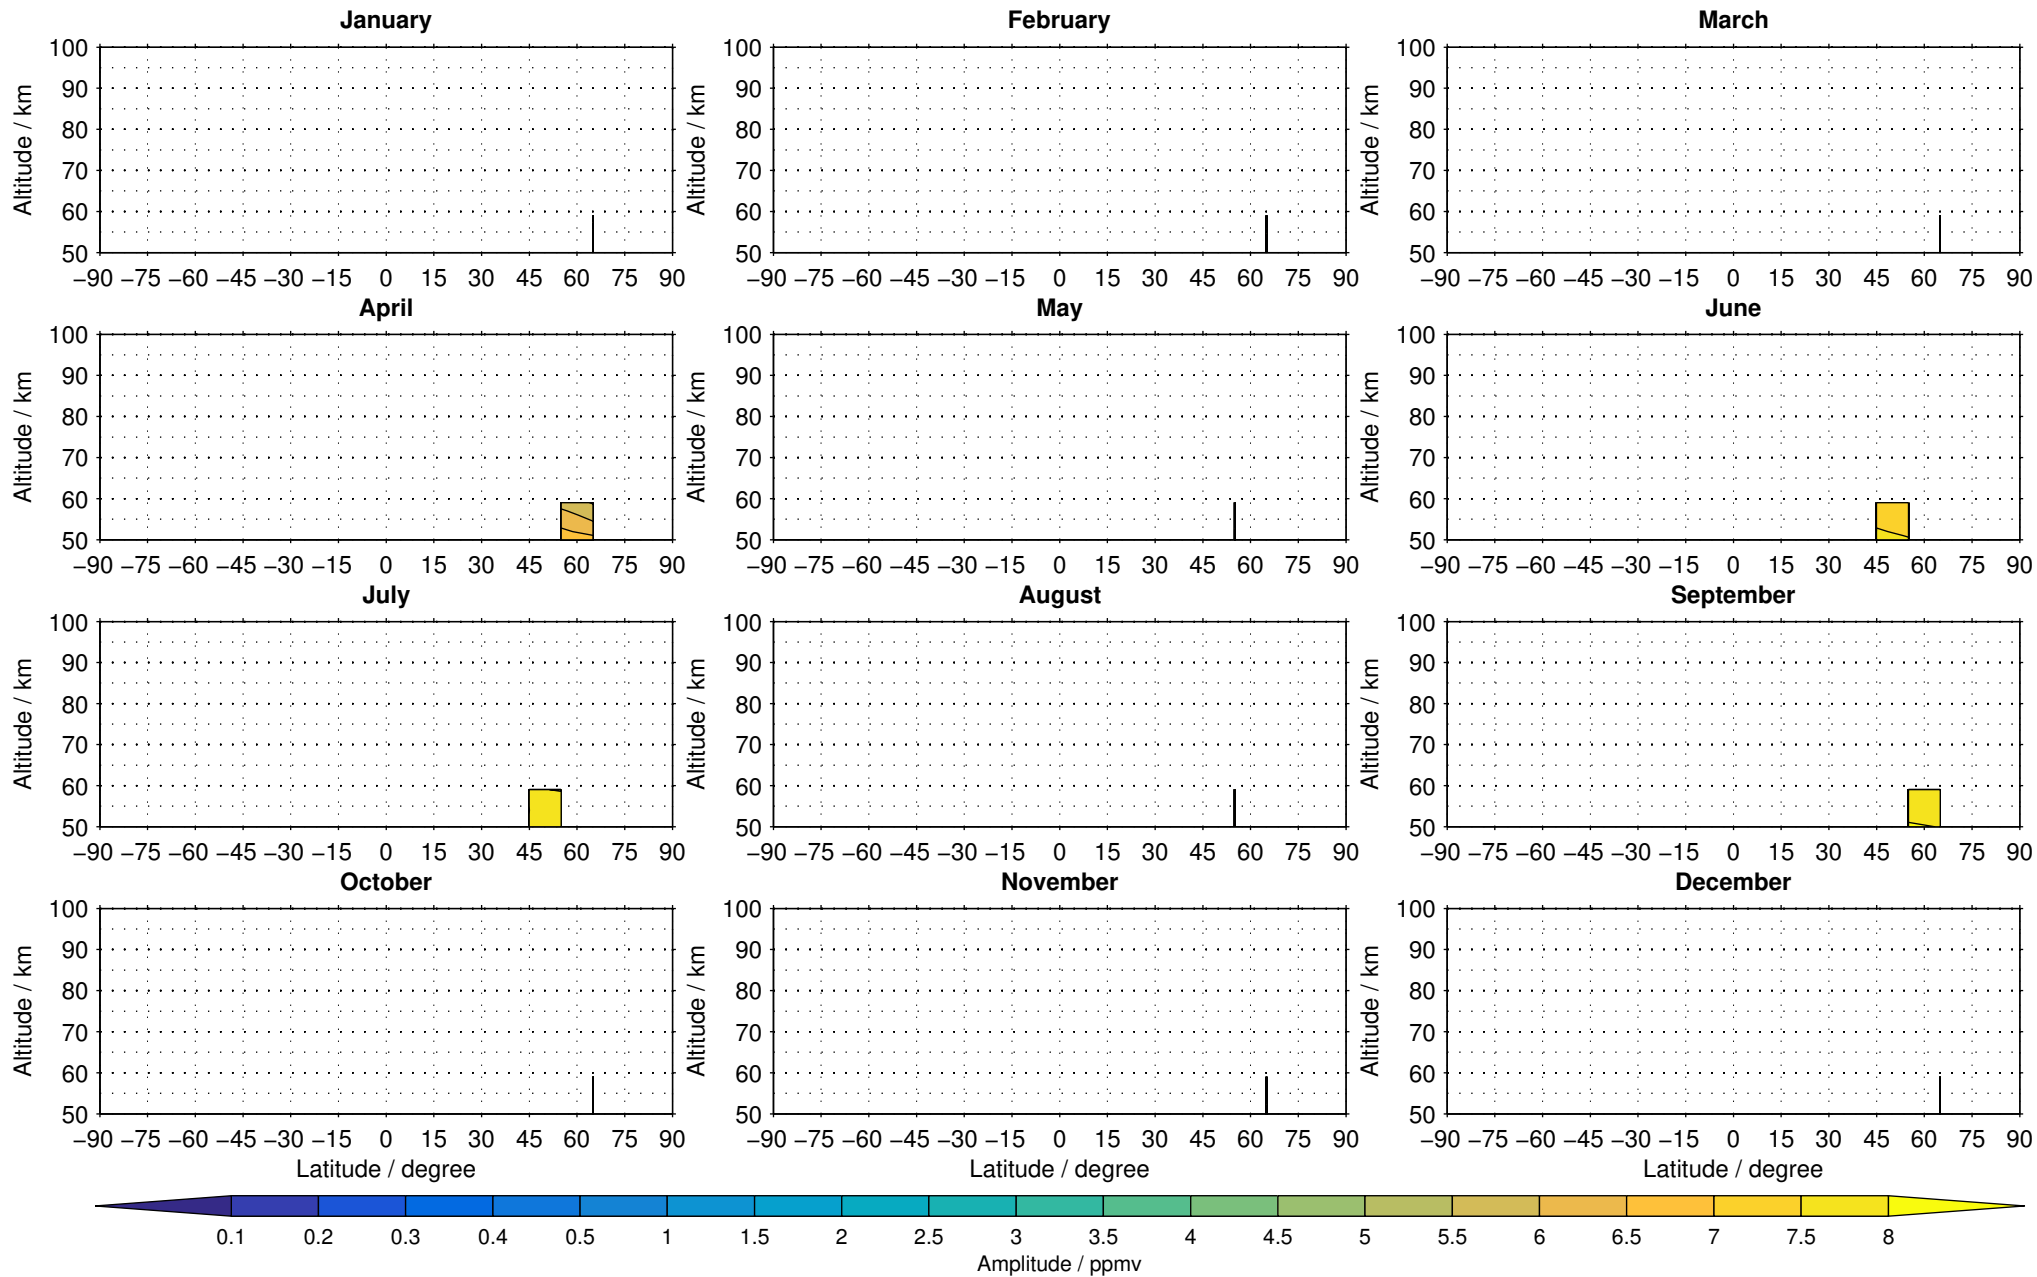 January February March
100 100 100
90 90 90
Altitude / km Altitude / km Altitude / km
80 80 80
70 70 70
60 60 60
50 50 50
−90 −75 −60 −45 −30 −15 0 15 30 45 60 75 90 −90 −75 −60 −45 −30 −15 0 15 30 45 60 75 90 −90 −75 −60 −45 −30 −15 0 15 30 45 60 75 90
April May June
100 100 100
90 90 90
Altitude / km Altitude / km Altitude / km
80 80 80
70 70 70
60 60 60
50 50 50
−90 −75 −60 −45 −30 −15 0 15 30 45 60 75 90 −90 −75 −60 −45 −30 −15 0 15 30 45 60 75 90 −90 −75 −60 −45 −30 −15 0 15 30 45 60 75 90
July August September
100 100 100
90 90 90
Altitude / km Altitude / km Altitude / km
80 80 80
70 70 70
60 60 60
50 50 50
−90 −75 −60 −45 −30 −15 0 15 30 45 60 75 90 −90 −75 −60 −45 −30 −15 0 15 30 45 60 75 90 −90 −75 −60 −45 −30 −15 0 15 30 45 60 75 90
October November December
100 100 100
90 90 90
Altitude / km Altitude / km Altitude / km
80 80 80
70 70 70
60 60 60
50 50 50
−90 −75 −60 −45 −30 −15 0 15 30 45 60 75 90 −90 −75 −60 −45 −30 −15 0 15 30 45 60 75 90 −90 −75 −60 −45 −30 −15 0 15 30 45 60 75 90
Latitude / degree Latitude / degree Latitude / degree
0.1 0.2 0.3 0.4 0.5 1 1.5 2 2.5 3 3.5 4 4.5 5 5.5 6 6.5 7 7.5 8
Amplitude / ppmv